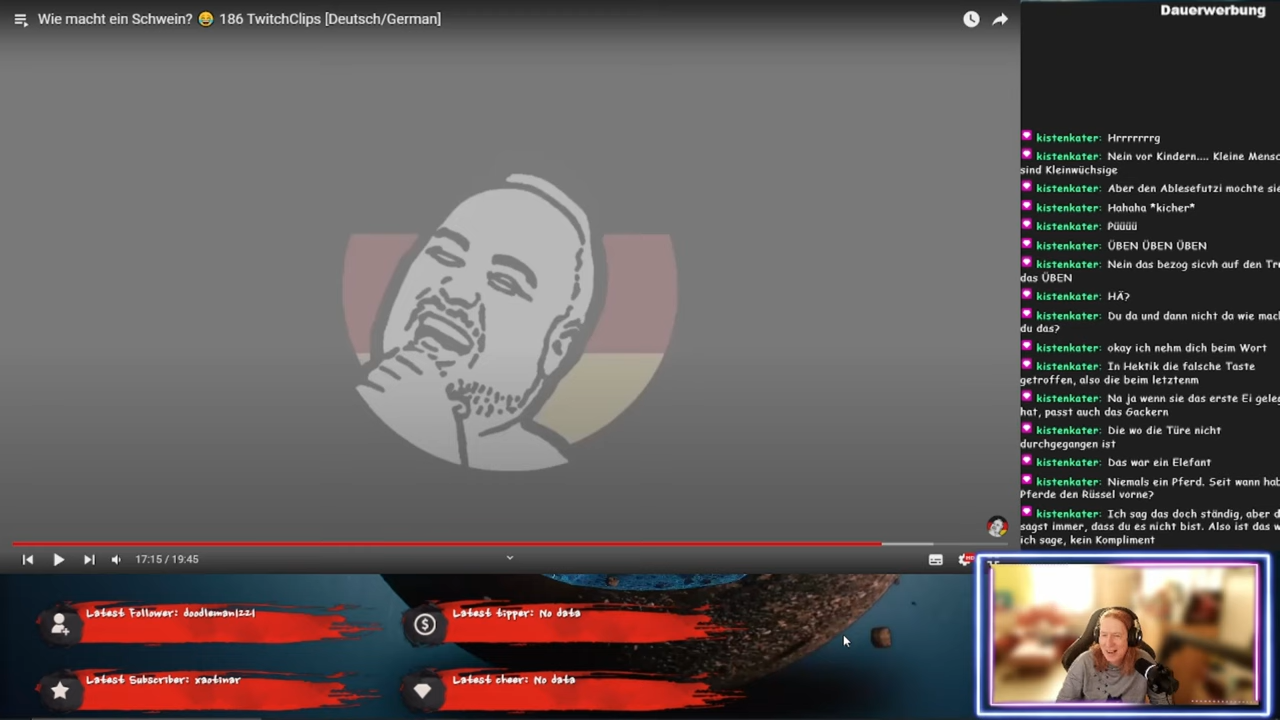 Wie macht ein Schwein? 😂 186 TwitchClips [Deutsch/German]
Dauerwerbung
kistenkater: Hrrrrrrrg
kistenkater: Nein vor Kindern.... Kleine Mensc
sind Kleinwüchsige
kistenkater: Aber den Ablesefutzi mochte sie
kistenkater: Hahaha *kicher*
kistenkater: Püüüü
kistenkater: ÜBEN ÜBEN ÜBEN
kistenkater: Nein das bezog sicvh auf den Tr
das ÜBEN
kistenkater: HÄ?
kistenkater: Du da und dann nicht da wie mac
du das?
kistenkater: okay ich nehm dich beim Wort
kistenkater: In Hektik die falsche Taste
getroffen, also die beim letztenm
kistenkater: Na ja wenn sie das erste Ei geleg
hat, passt auch das Gackern
kistenkater: Die wo die Türe nicht
durchgegangen ist
kistenkater: Das war ein Elefant
kistenkater: Niemals ein Pferd. Seit wann hab
Pferde den Rüssel vorne?
kistenkater: Ich sag das doch ständig, aber d
sagst immer, dass du es nicht bist. Also ist das w
ich sage, kein Kompliment
17:15 / 19:45
Latest Follower: doodleman1221
Latest tipper: No data
Latest Subscriber: xaotinar
Latest cheer: No data